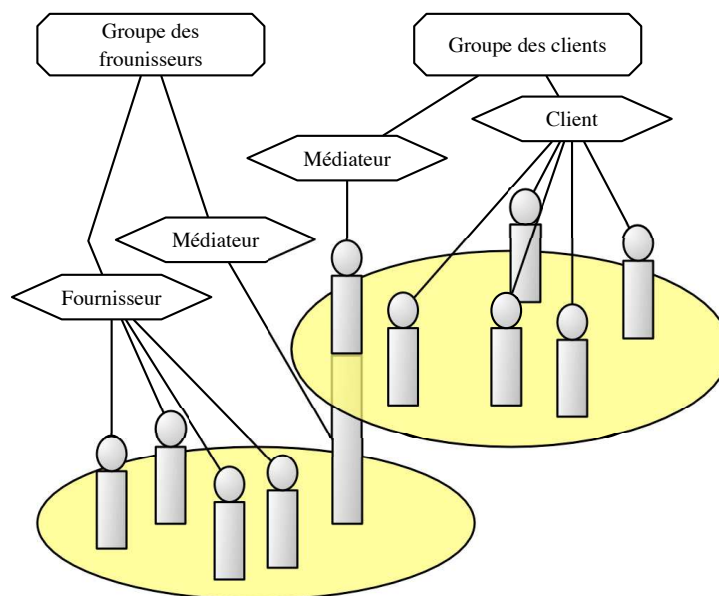 Groupe des
frounisseurs
Groupe des clients
Client
Médiateur
Médiateur
Fournisseur